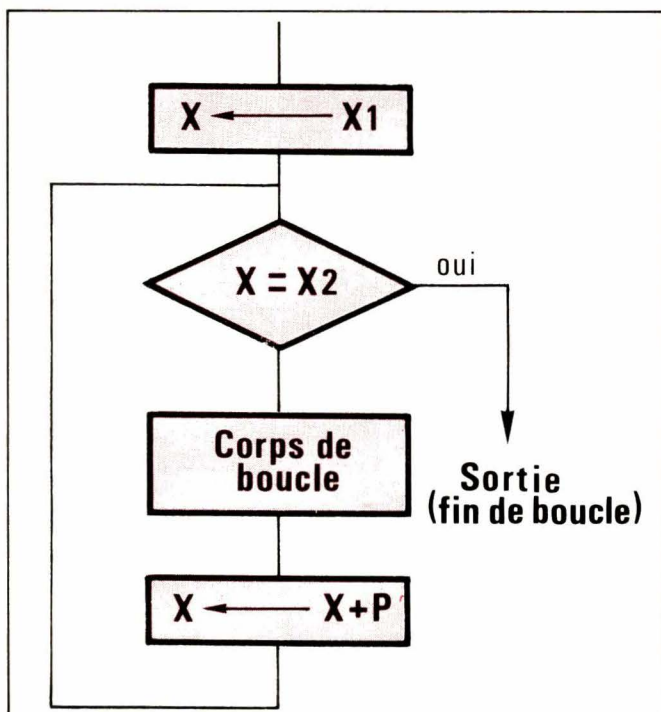 X ← X1
X = X2
oui
Corps de
boucle
Sortie
(fin de boucle)
X ← X+P